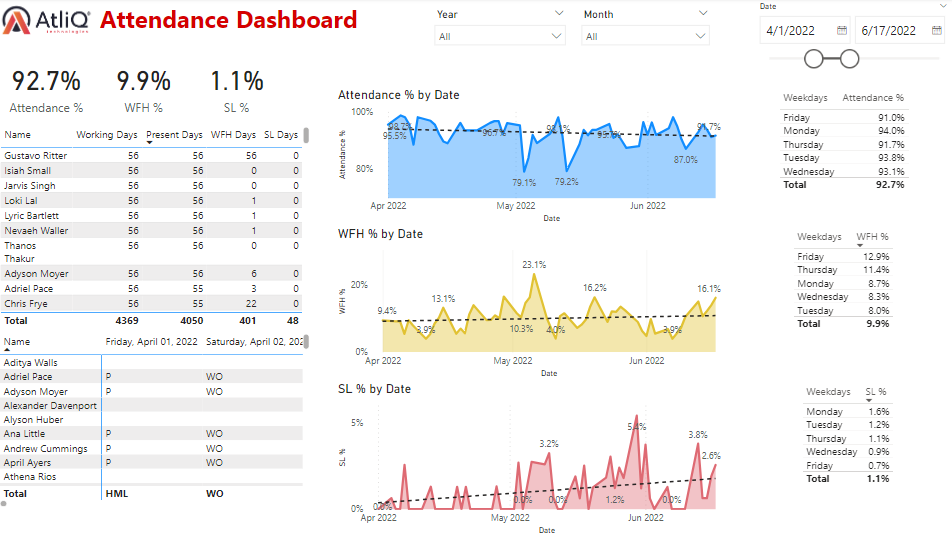 AtliQ
technologies
Attendance Dashboard
Year
All
Month
All
Date
4/1/2022 6/17/2022
92.7% 9.9% 1.1%
Attendance % WFH % SL %
Name Working Days Present Days WFH Days SL Days
Gustavo Ritter 56 56 56 0
Isiah Small 56 56 0 0
Jarvis Singh 56 56 0 0
Loki Lal 56 56 1 0
Lyric Bartlett 56 56 1 0
Nevaeh Waller 56 56 1 0
Thanos
Thakur 56 56 0 0
Adyson Moyer 56 56 6 0
Adriel Pace 56 55 3 0
Chris Frye 56 55 22 0
Total 4369 4050 401 48
Name Friday, April 01, 2022 Saturday, April 02, 202
Aditya Walls
Adriel Pace P WO
Adyson Moyer P WO
Alexander Davenport
Alyson Huber
Ana Little P WO
Andrew Cummings P WO
April Ayers P WO
Athena Rios
Total HML WO
Attendance % by Date
Attendance %
100%
80%
98.7%
95.5%
79.1%
79.2%
87.0%
Apr 2022 May 2022 Jun 2022
Date
WFH % by Date
WFH %
20%
0%
9.4%
3.9%
13.1%
10.3%
23.1%
4.0%
16.2%
3.9%
16.1%
Apr 2022 May 2022 Jun 2022
Date
SL % by Date
SL %
5%
0%
0.0%
0.0%
3.2%
0.0%
1.2%
5.4%
0.0%
3.8%
2.6%
Apr 2022 May 2022 Jun 2022
Date
Weekdays Attendance %
Friday 91.0%
Monday 94.0%
Thursday 91.7%
Tuesday 93.8%
Wednesday 93.1%
Total 92.7%
Weekdays WFH %
Friday 12.9%
Thursday 11.4%
Monday 8.7%
Wednesday 8.3%
Tuesday 8.0%
Total 9.9%
Weekdays SL %
Monday 1.6%
Tuesday 1.2%
Thursday 1.1%
Wednesday 0.9%
Friday 0.7%
Total 1.1%